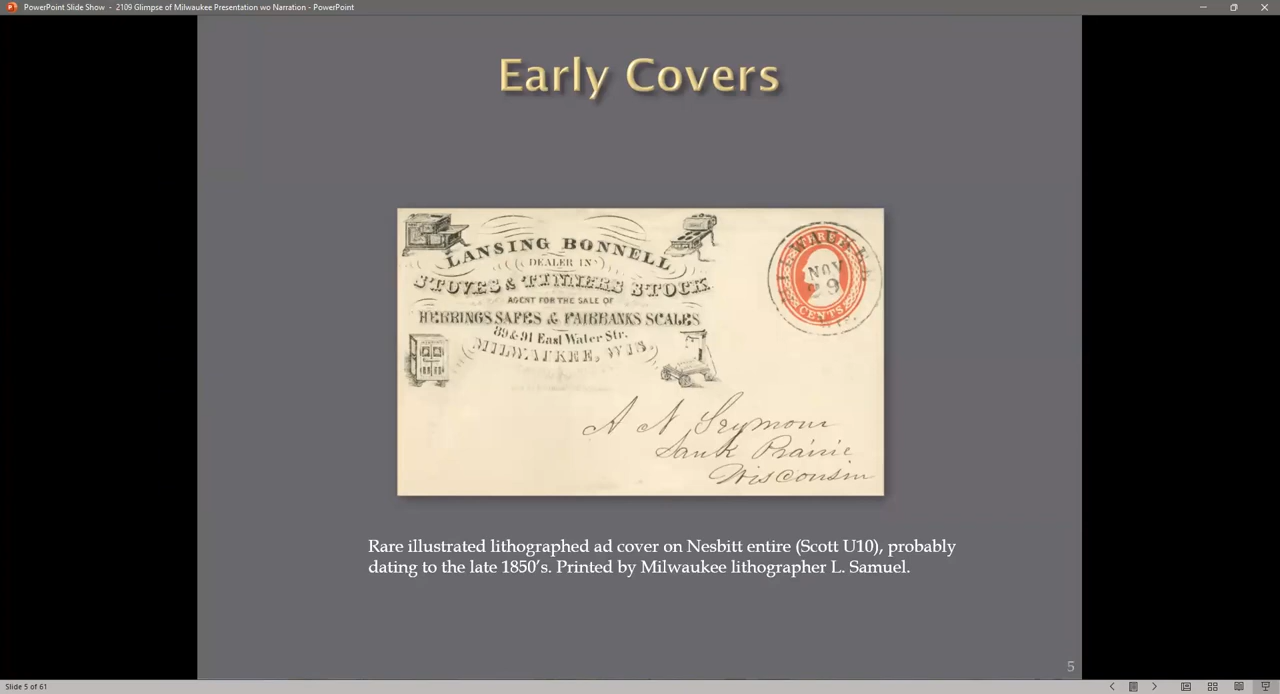 PowerPoint Slide Show - 2109 Glimpse of Milwaukee Presentation wo Narration - PowerPoint
Early Covers
LANSING BONNELL
DEALER IN
STOVES & TINNERS STOCK.
AGENT FOR THE SALE OF
HERRINGS SAFES & FAIRBANKS SCALES
89 & 91 East Water Str.
MILWAUKEE, WIS.
MILWAUKEE
NOV
29
THREE
CENTS
A N Seymour
Sauk Prairie
Wisconsin
Rare illustrated lithographed ad cover on Nesbitt entire (Scott U10), probably
dating to the late 1850's. Printed by Milwaukee lithographer L. Samuel.
5
Slide 5 of 61